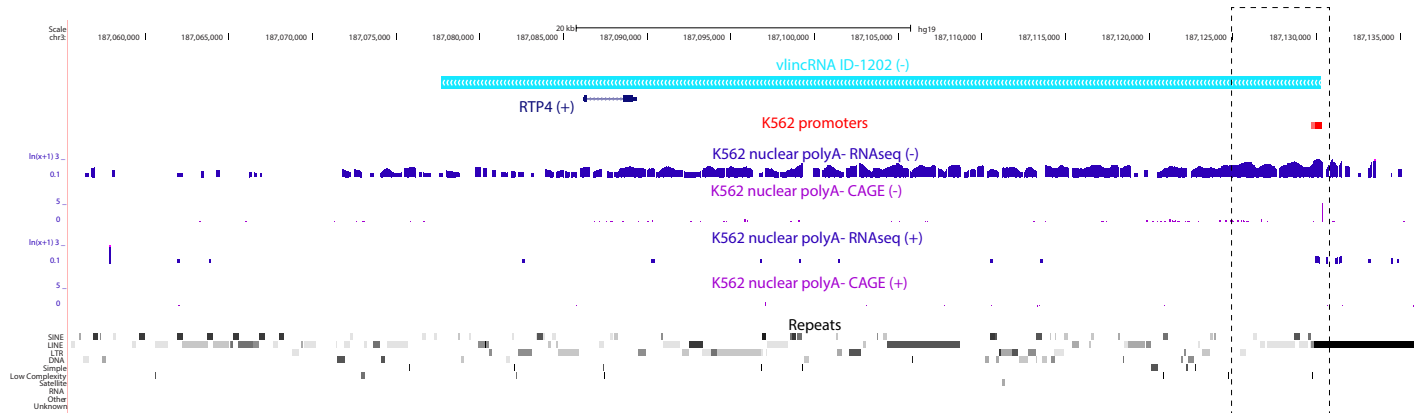 Scale
20 kb
hg19
chr3:
187,060,000
187,065,000
187,070,000
187,075,000
187,080,000
187,085,000
187,090,000
187,095,000
187,100,000
187,105,000
187,110,000
187,115,000
187,120,000
187,125,000
187,130,000
187,135,000
vlincRNA ID-1202 (-)
RTP4 (+)
K562 promoters
K562 nuclear polyA- RNAseq (-)
ln(x+1) 3 _
0.1
K562 nuclear polyA- CAGE (-)
5 _
0
K562 nuclear polyA- RNAseq (+)
ln(x+1) 3 _
0.1
K562 nuclear polyA- CAGE (+)
5 _
0
Repeats
SINE
LINE
LTR
DNA
Simple
Low Complexity
Satellite
RNA
Other
Unknown